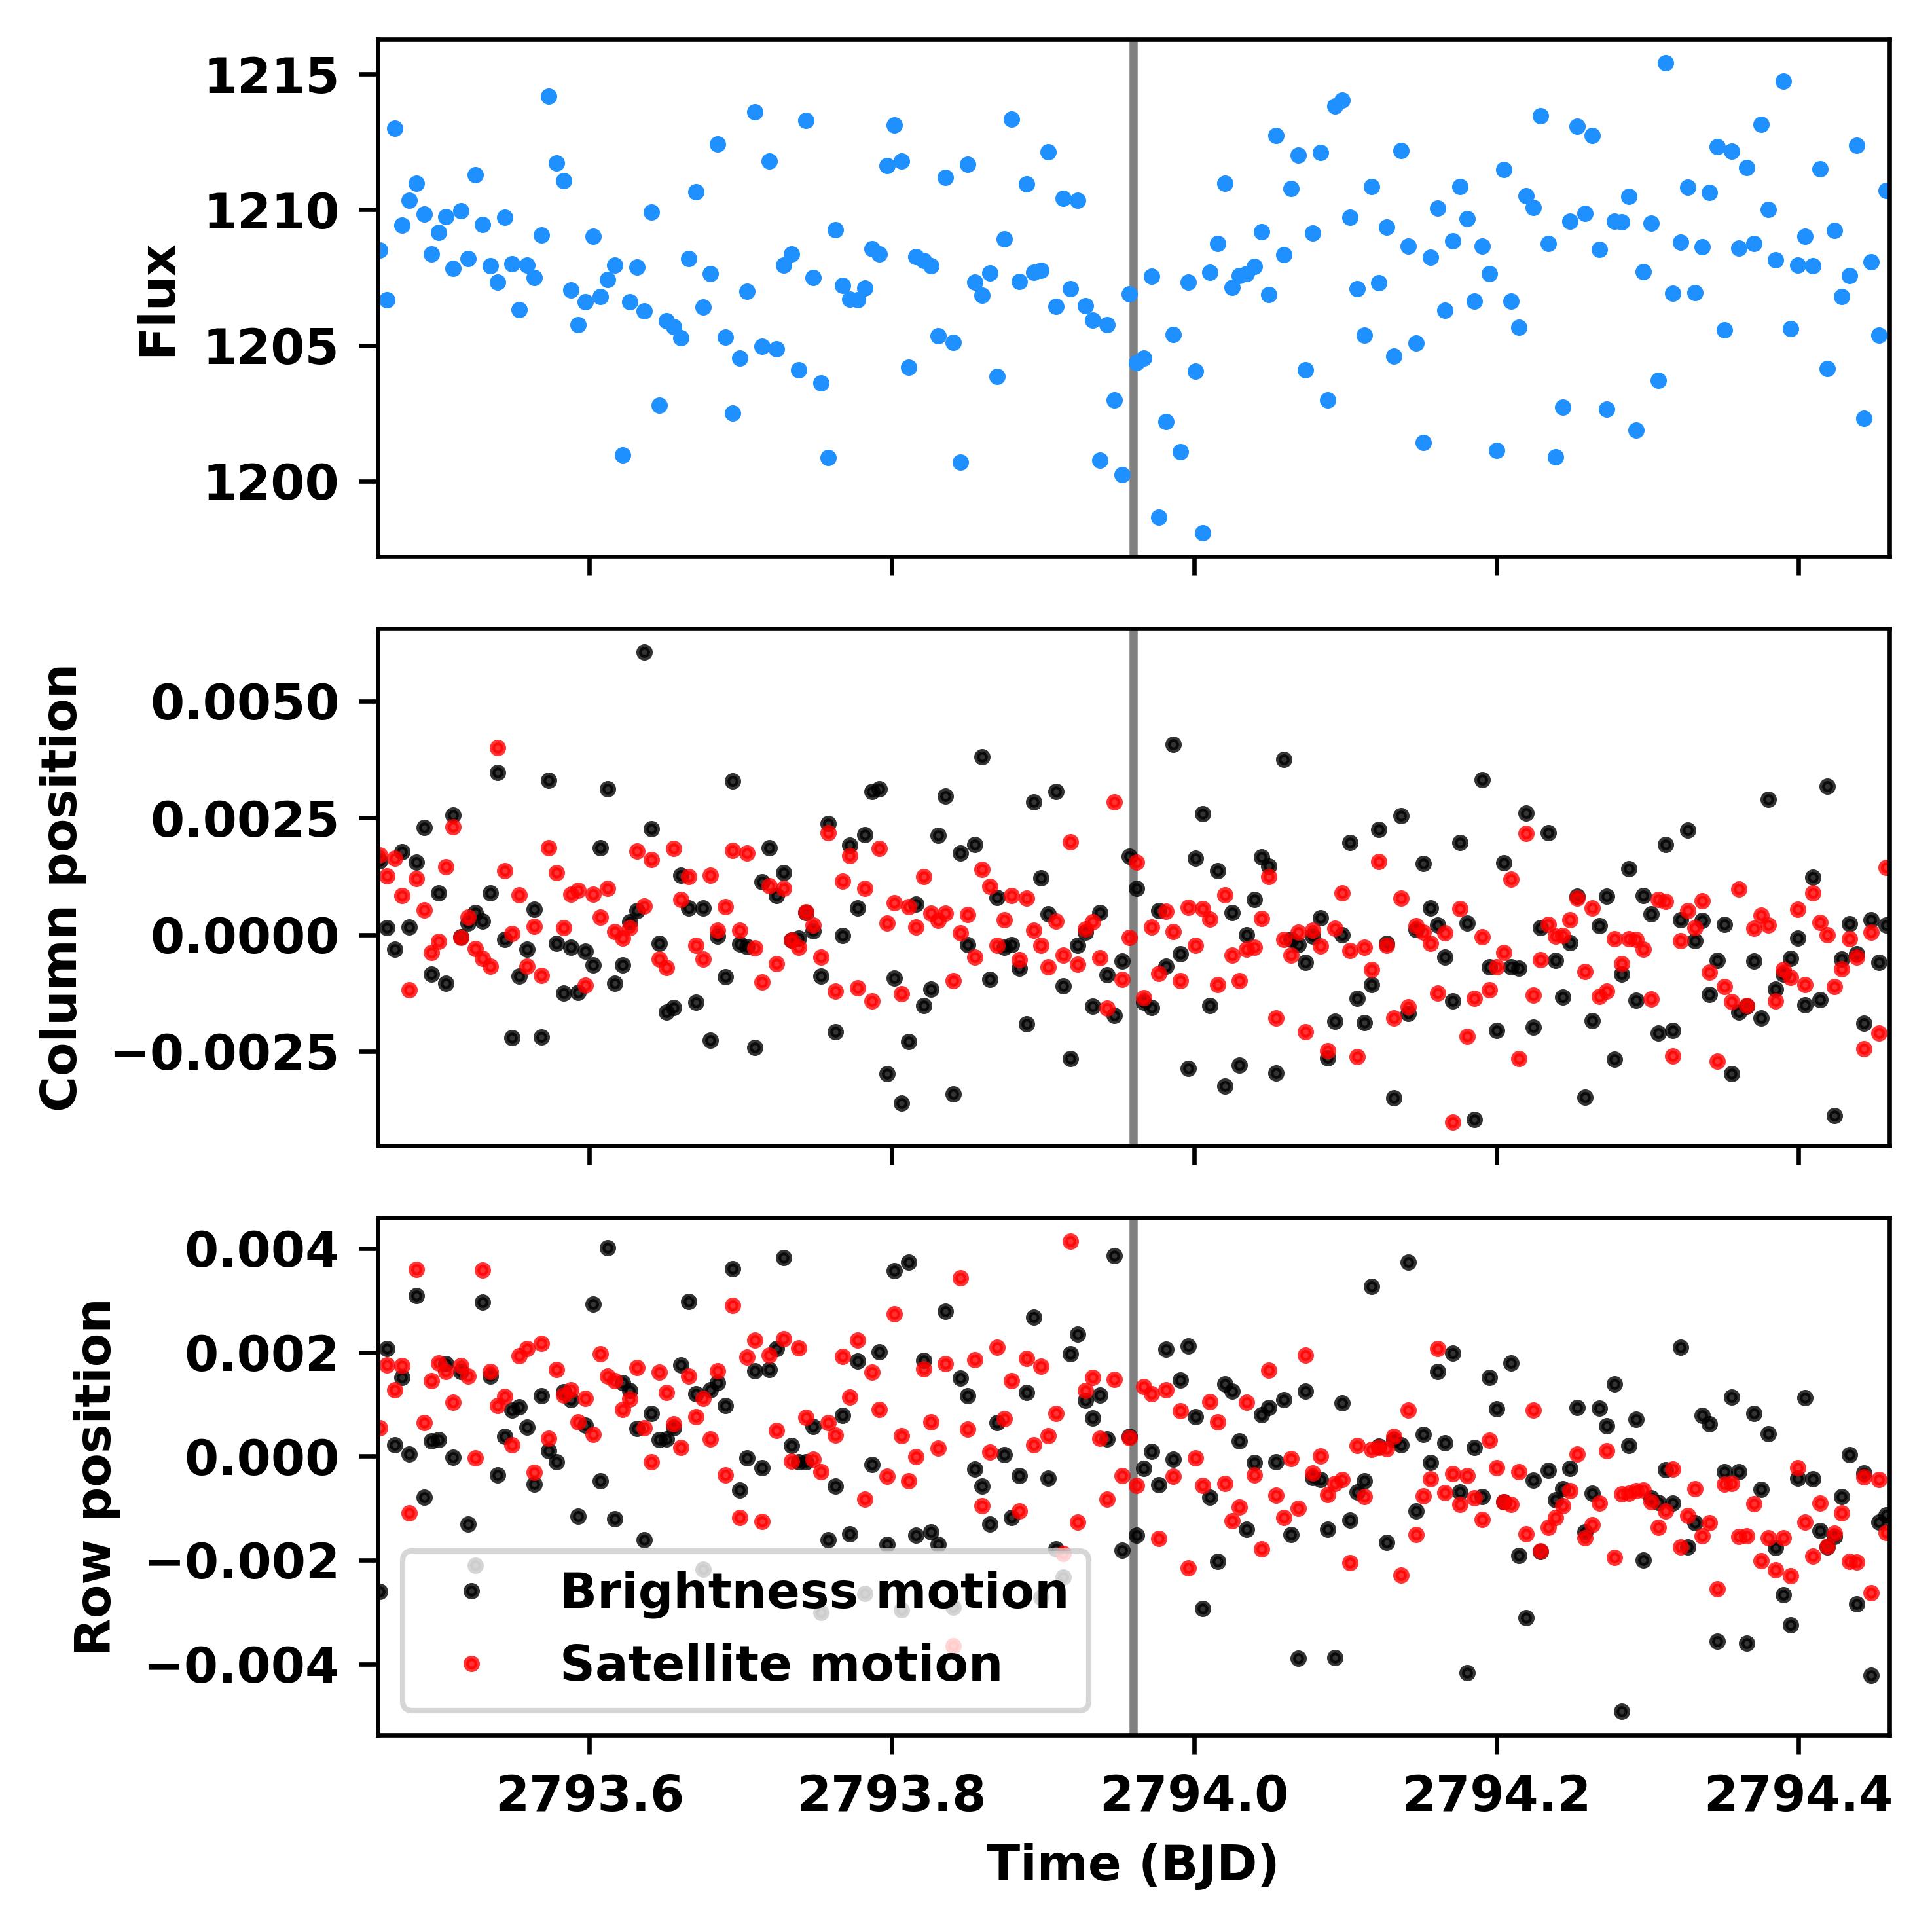 1215
1210
1205
1200
Flux
0.0050
0.0025
0.0000
−0.0025
Column position
0.004
0.002
0.000
−0.002
−0.004
Row position
Brightness motion
Satellite motion
2793.6 2793.8 2794.0 2794.2 2794.4
Time (BJD)